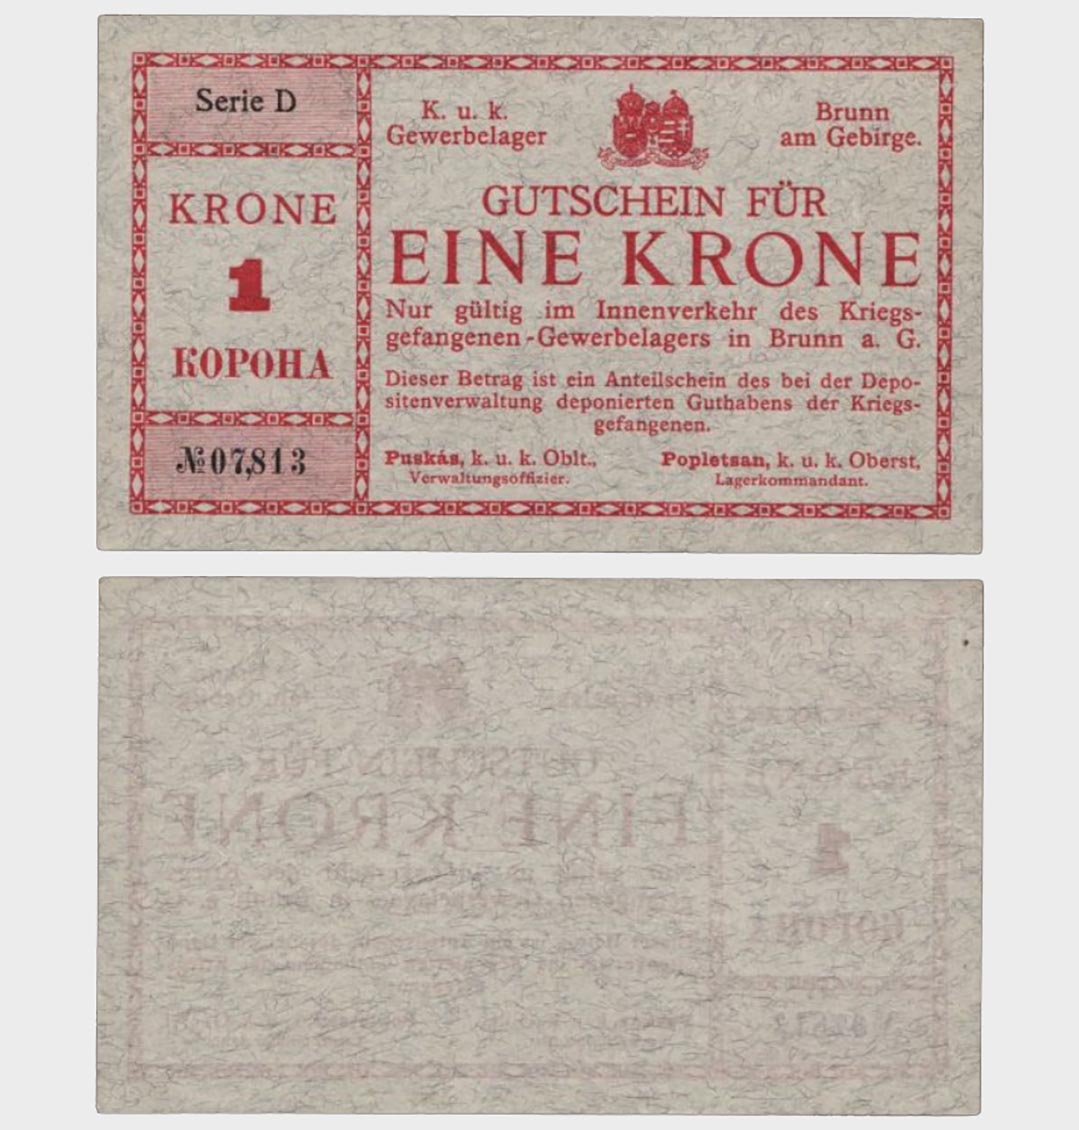 Serie D
KRONE
1
КОРОНА
№ 07,813
K. u. k.
Gewerbelager
Brunn
am Gebirge.
GUTSCHEIN FÜR
EINE KRONE
Nur gültig im Innenverkehr des Kriegs-
gefangenen-Gewerbelagers in Brunn a. G.
Dieser Betrag ist ein Anteilschein des bei der Depo-
sitenverwaltung deponierten Guthabens der Kriegs-
gefangenen.
Puskás, k. u. k. Oblt.,
Verwaltungsoffizier.
Popletsan, k. u. k. Oberst,
Lagerkommandant.